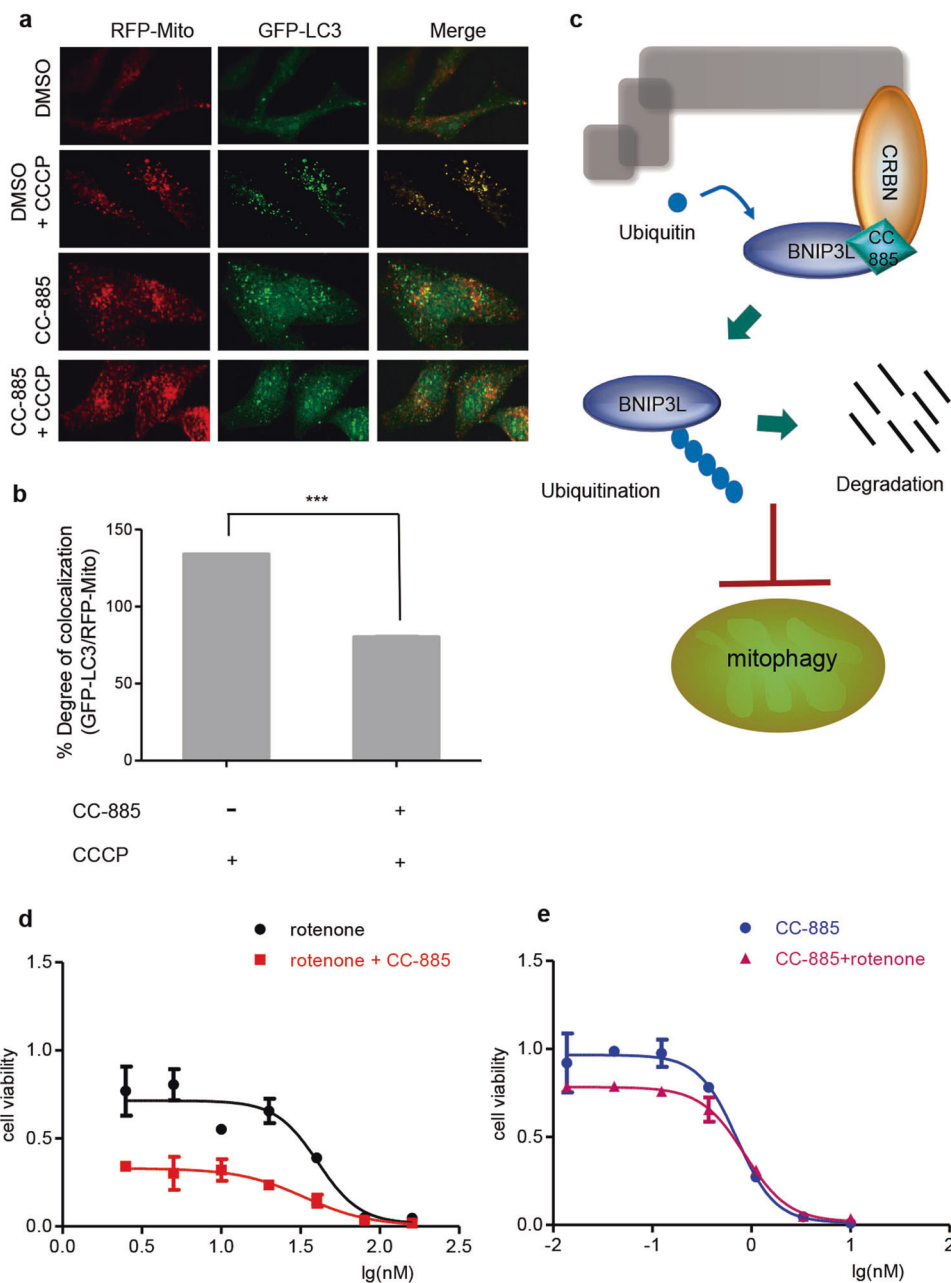 a
RFP-Mito GFP-LC3 Merge
DMSO
DMSO + CCCP
CC-885
CC-885 + CCCP
b
***
% Degree of colocalization
(GFP-LC3/RFP-Mito)
150
100
50
0
CC-885 - +
CCCP + +
c
CRBN
Ubiquitin
BNIP3L
CC 885
BNIP3L
Ubiquitination
Degradation
mitophagy
d
rotenone
rotenone + CC-885
cell viability
1.5
1.0
0.5
0.0
0.0 0.5 1.0 1.5 2.0 2.5
lg(nM)
e
CC-885
CC-885+rotenone
cell viability
1.5
1.0
0.5
0.0
-2 -1 0 1 2
lg(nM)